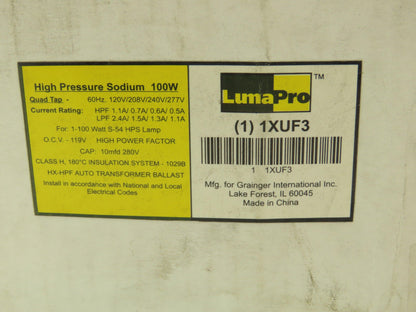 High Pressure Sodium 100W
Quad Tap - 60Hz. 120V/208V/240V/277V
Current Rating: HPF 1.1A/ 0.7A/ 0.6A/ 0.5A
LPF 2.4A/ 1.5A/ 1.3A/ 1.1A
For: 1-100 Watt S-54 HPS Lamp
O.C.V. - 119V HIGH POWER FACTOR
CAP: 10mfd 280V
CLASS H, 180°C INSULATION SYSTEM - 1029B
HX-HPF AUTO TRANSFORMER BALLAST
Install in accordance with National and Local
Electrical Codes
LumaPro™
(1) 1XUF3
1 1XUF3
Mfg. for Grainger International Inc.
Lake Forest, IL 60045
Made in China